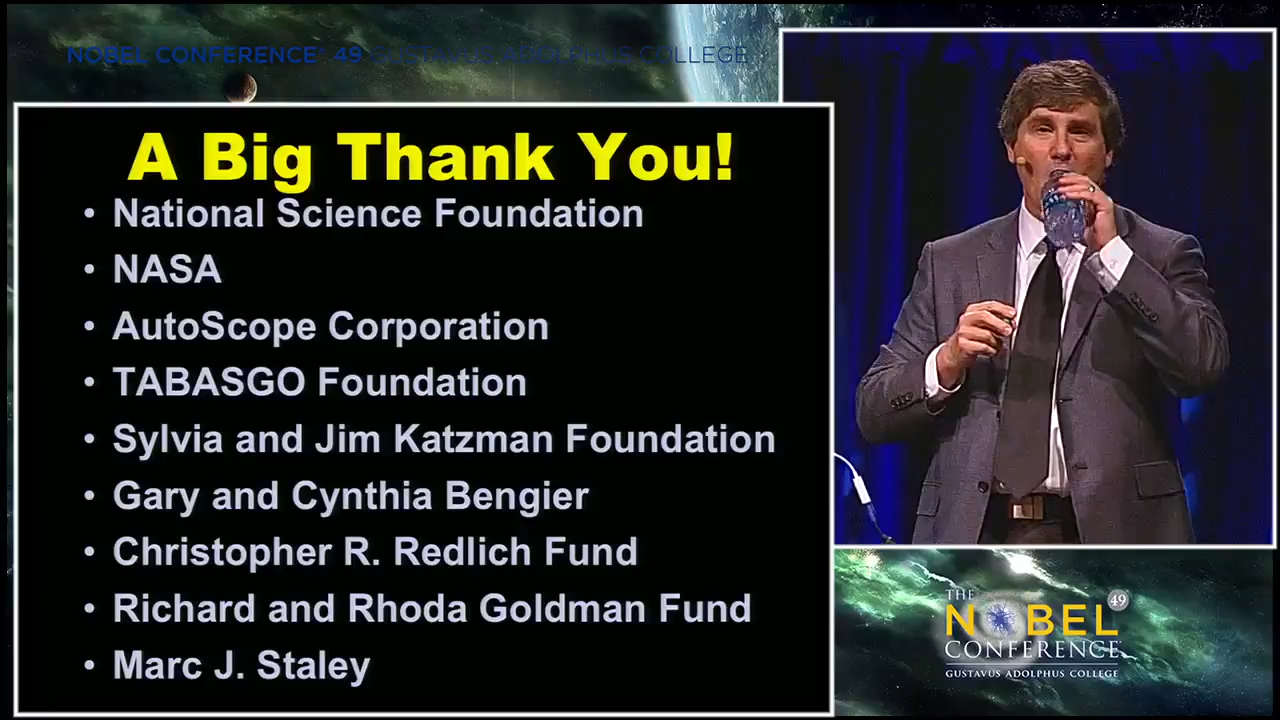 NOBEL CONFERENCE® 49 GUSTAVUS ADOLPHUS COLLEGE
A Big Thank You!
• National Science Foundation
• NASA
• AutoScope Corporation
• TABASGO Foundation
• Sylvia and Jim Katzman Foundation
• Gary and Cynthia Bengier
• Christopher R. Redlich Fund
• Richard and Rhoda Goldman Fund
• Marc J. Staley
THE
49
NOBEL
CONFERENCE
GUSTAVUS ADOLPHUS COLLEGE